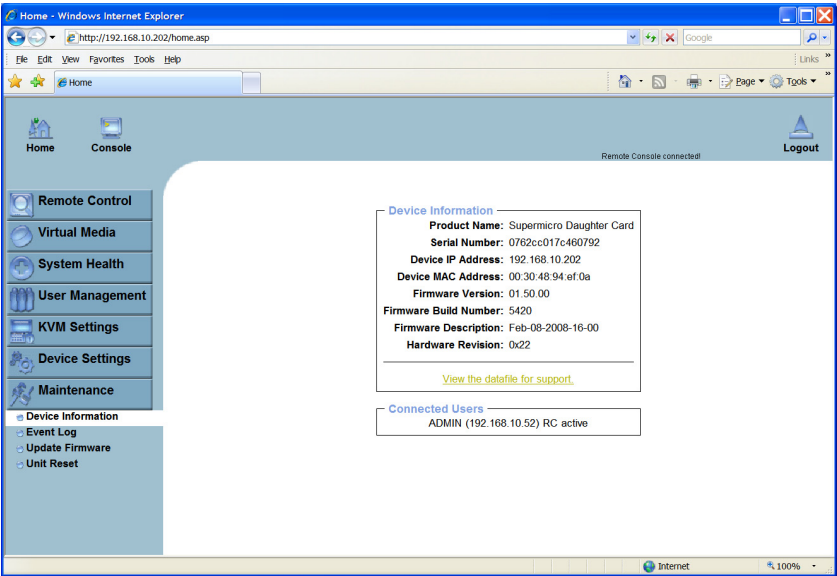 Home - Windows Internet Explorer
http://192.168.10.202/home.asp
Google
File Edit View Favorites Tools Help
Links »
Home
Page Tools »
Home Console
Remote Console connected!
Logout
Remote Control
Virtual Media
System Health
User Management
KVM Settings
Device Settings
Maintenance
Device Information
Event Log
Update Firmware
Unit Reset
Device Information
Product Name: Supermicro Daughter Card
Serial Number: 0762cc017c460792
Device IP Address: 192.168.10.202
Device MAC Address: 00:30:48:94:ef:0a
Firmware Version: 01.50.00
Firmware Build Number: 5420
Firmware Description: Feb-08-2008-16-00
Hardware Revision: 0x22
View the datafile for support.
Connected Users
ADMIN (192.168.10.52) RC active
Internet
100%